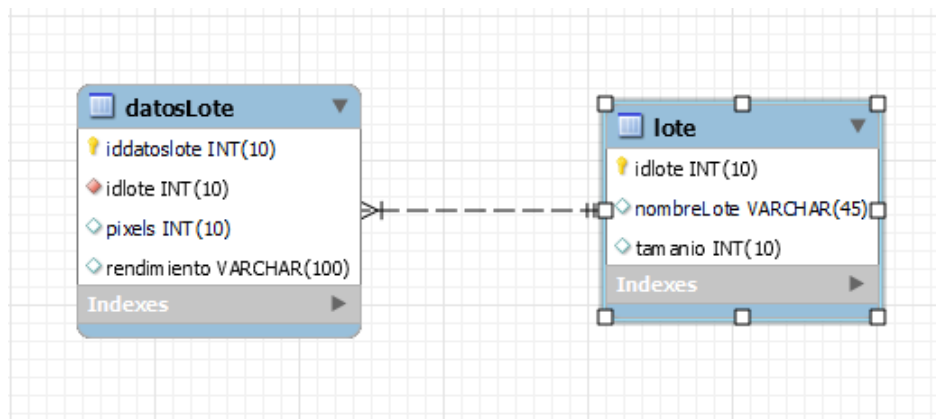 datosLote
iddatoslote INT(10)
idlote INT(10)
pixels INT(10)
rendimiento VARCHAR(100)
Indexes
lote
idlote INT(10)
nombreLote VARCHAR(45)
tamanio INT(10)
Indexes